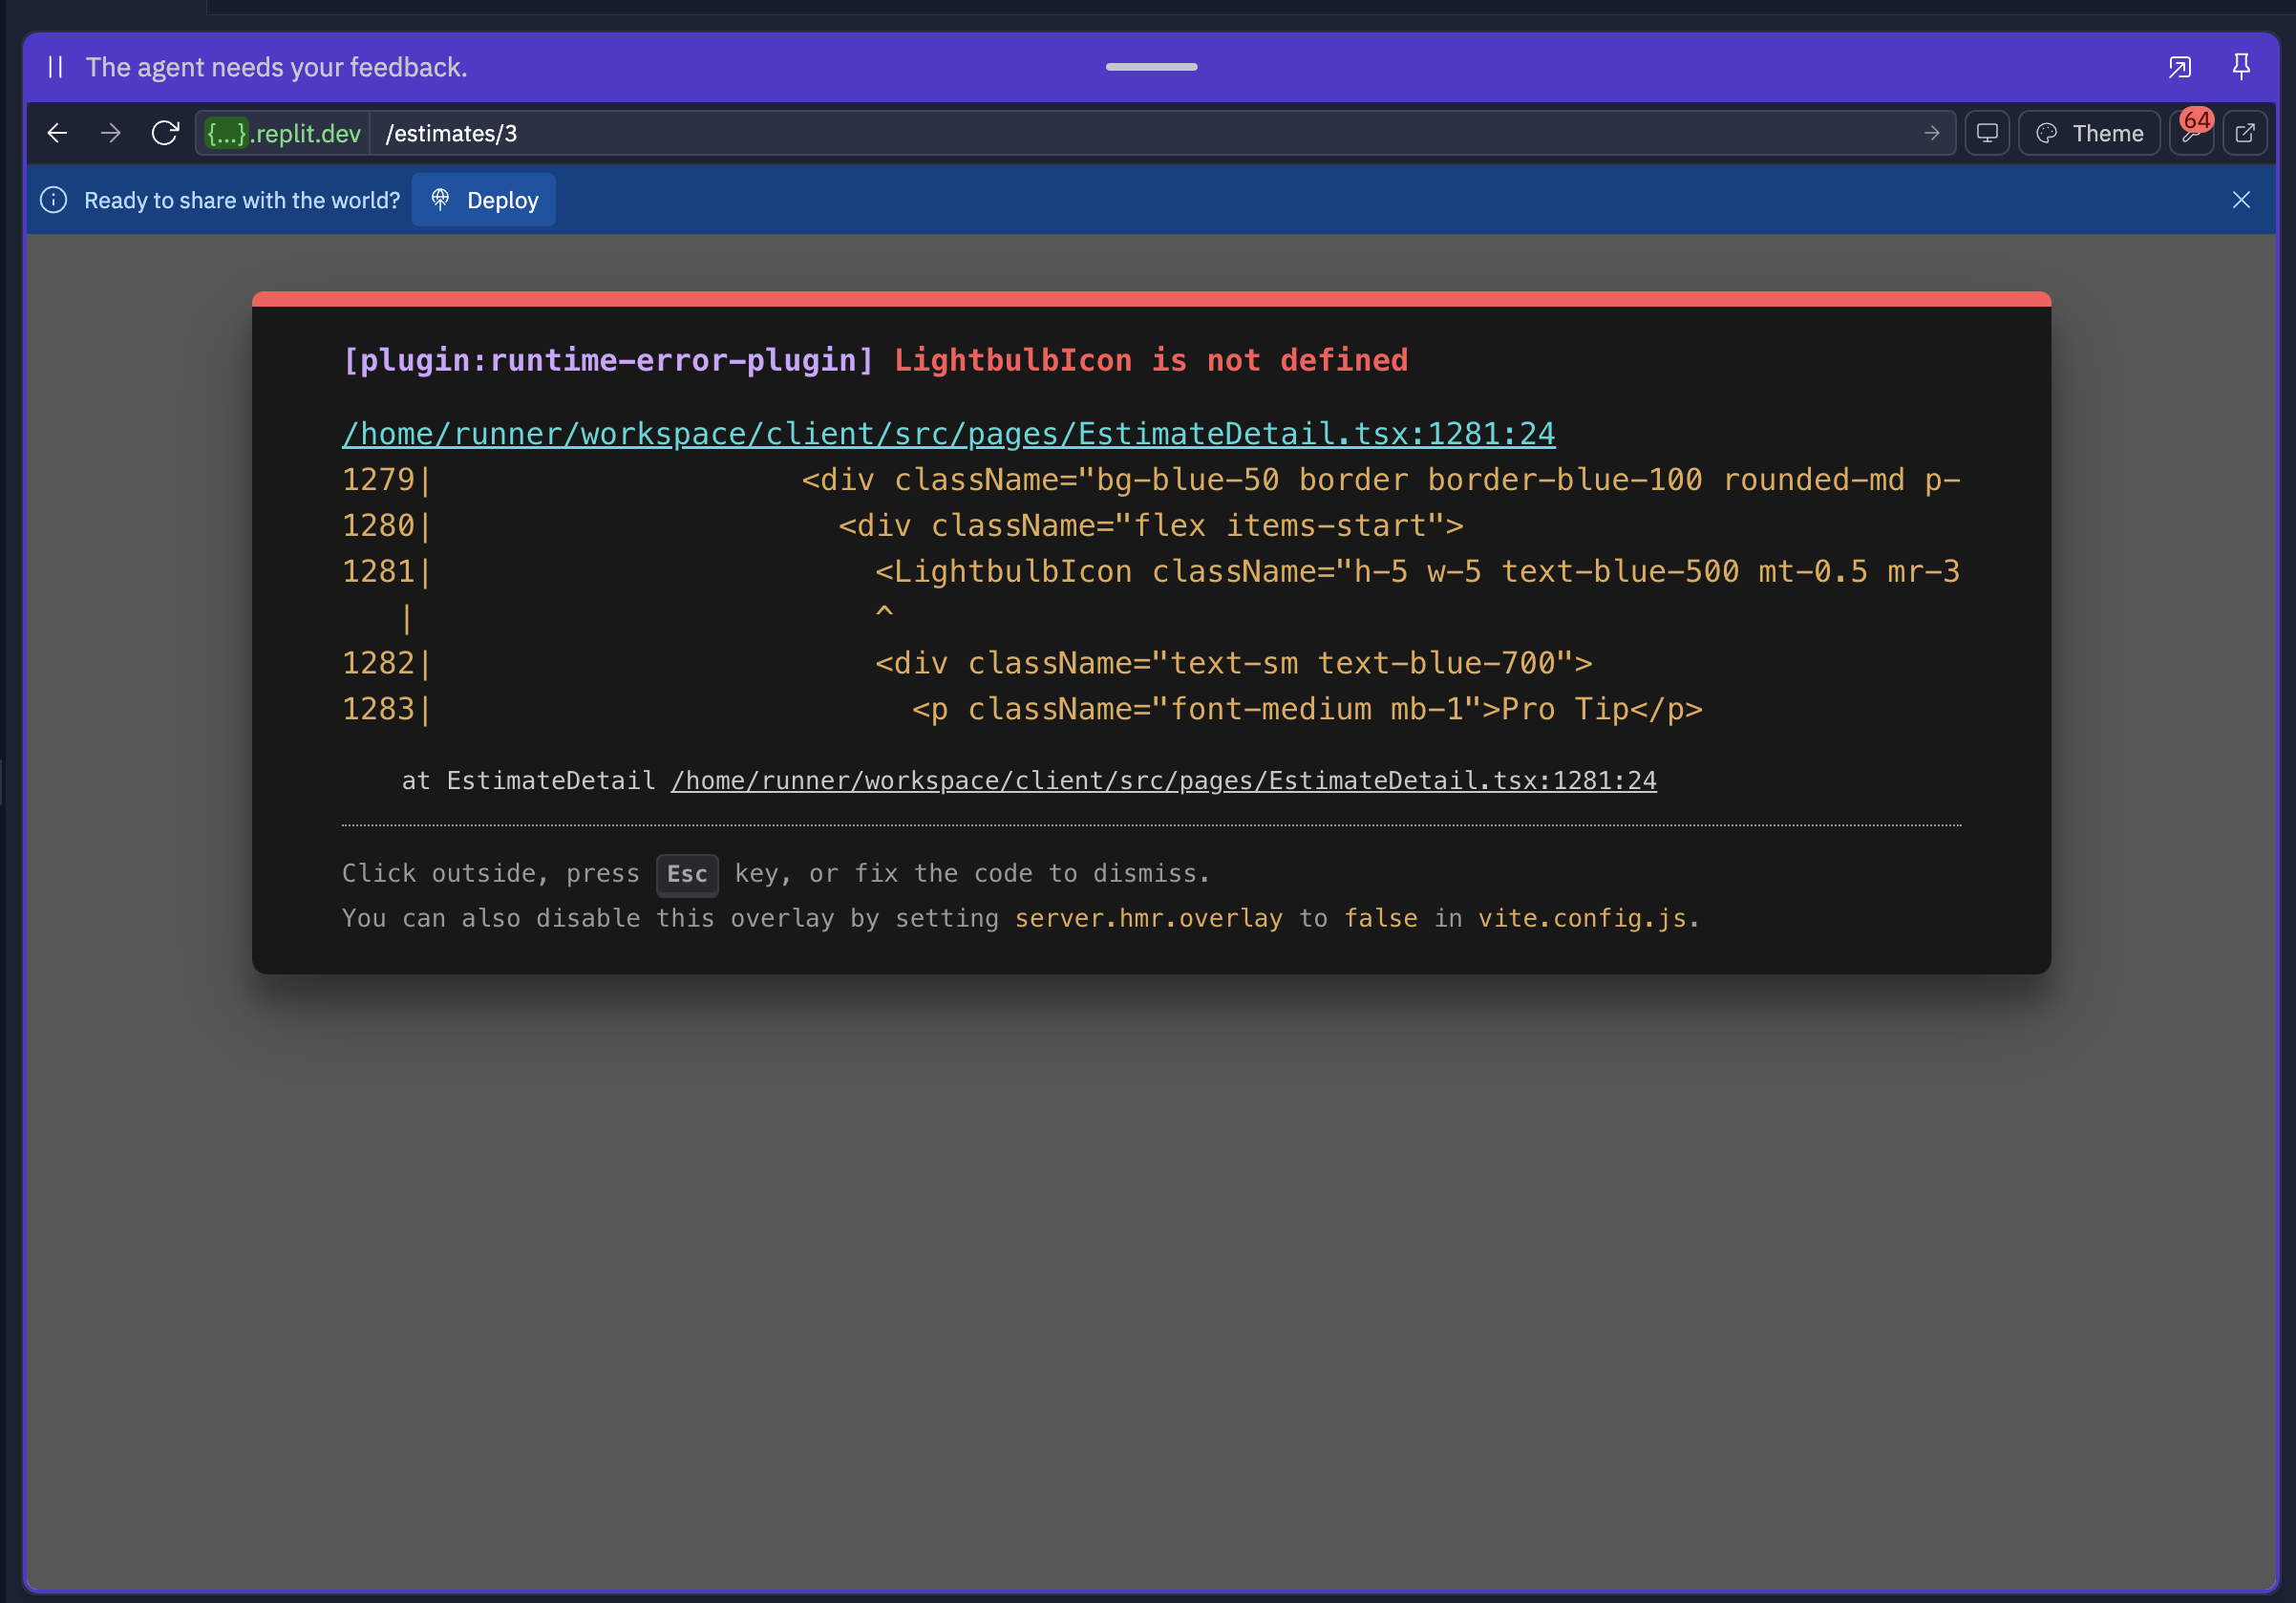 The agent needs your feedback.
{...}.replit.dev /estimates/3 Theme 64
Ready to share with the world? Deploy
[plugin:runtime-error-plugin] LightbulbIcon is not defined
/home/runner/workspace/client/src/pages/EstimateDetail.tsx:1281:24
1279|                    <div className="bg-blue-50 border border-blue-100 rounded-md p-
1280|                      <div className="flex items-start">
1281|                        <LightbulbIcon className="h-5 w-5 text-blue-500 mt-0.5 mr-3
   |                        ^
1282|                        <div className="text-sm text-blue-700">
1283|                          <p className="font-medium mb-1">Pro Tip</p>
at EstimateDetail /home/runner/workspace/client/src/pages/EstimateDetail.tsx:1281:24
Click outside, press Esc key, or fix the code to dismiss.
You can also disable this overlay by setting server.hmr.overlay to false in vite.config.js.